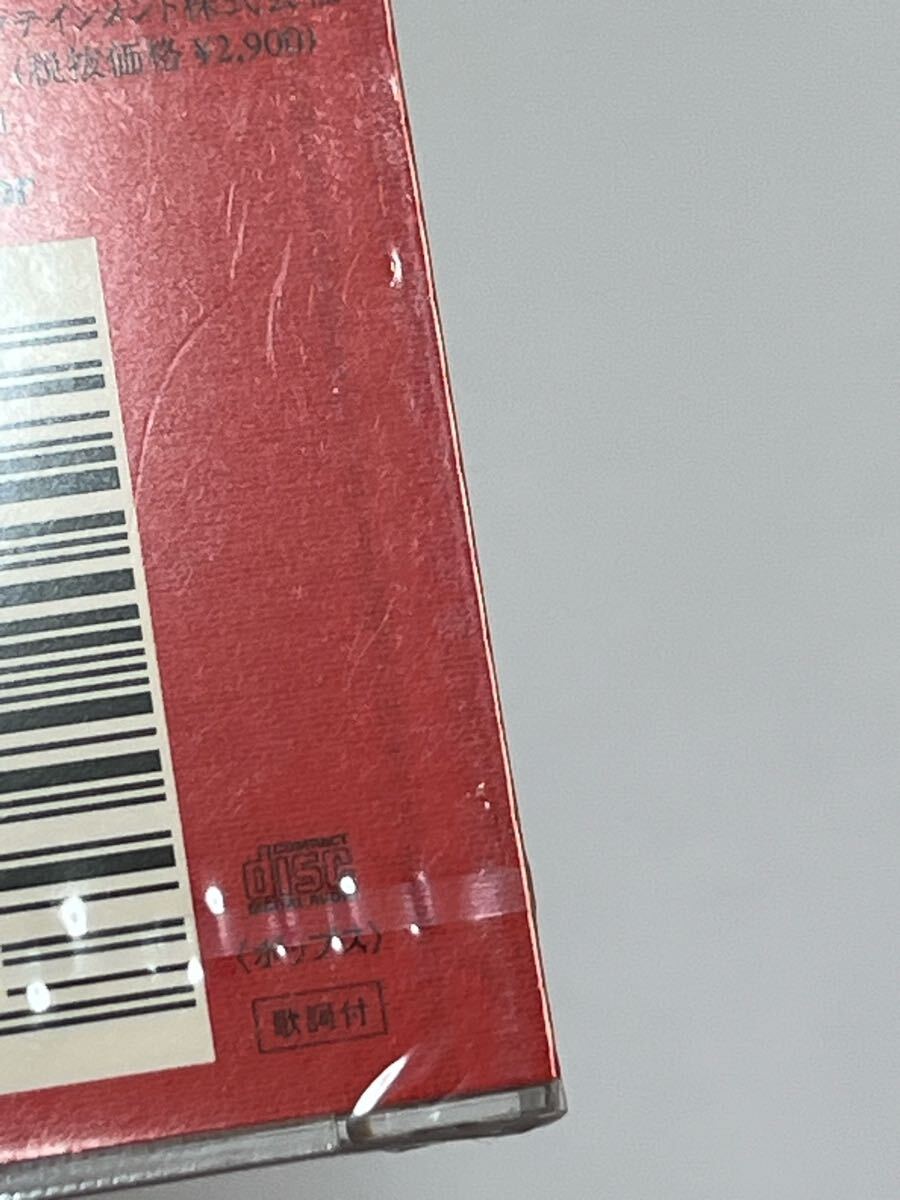 テインメント株式会社
(税抜価格 ¥2,900)
COMPACT
disc
DIGITAL AUDIO
〈ポップス〉
歌詞付